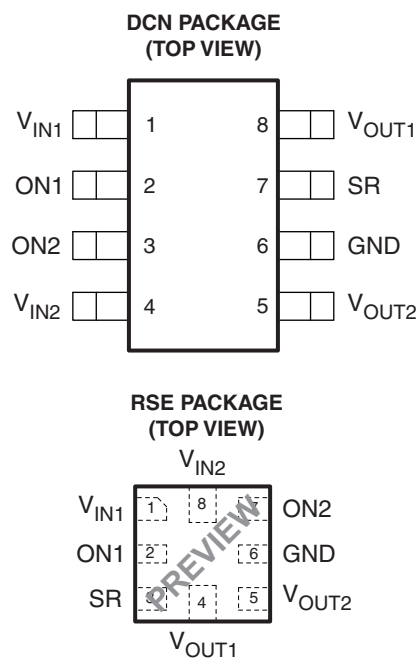 DCN PACKAGE
(TOP VIEW)
VIN1 1 8 VOUT1
ON1 2 7 SR
ON2 3 6 GND
VIN2 4 5 VOUT2
RSE PACKAGE
(TOP VIEW)
VIN2
VIN1 1 8 7 ON2
ON1 2 6 GND
SR 3 4 5 VOUT2
VOUT1
PREVIEW